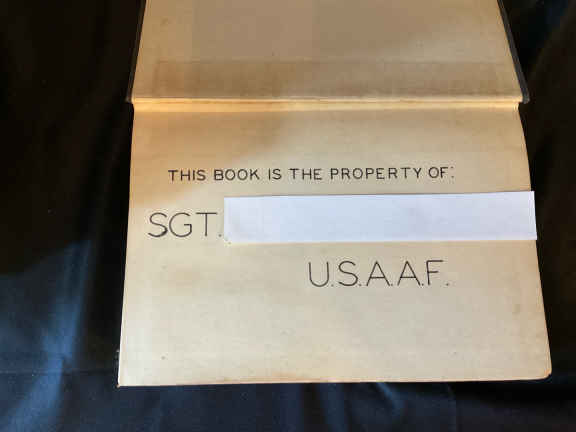 THIS BOOK IS THE PROPERTY OF:
SGT.
U.S.A.A.F.